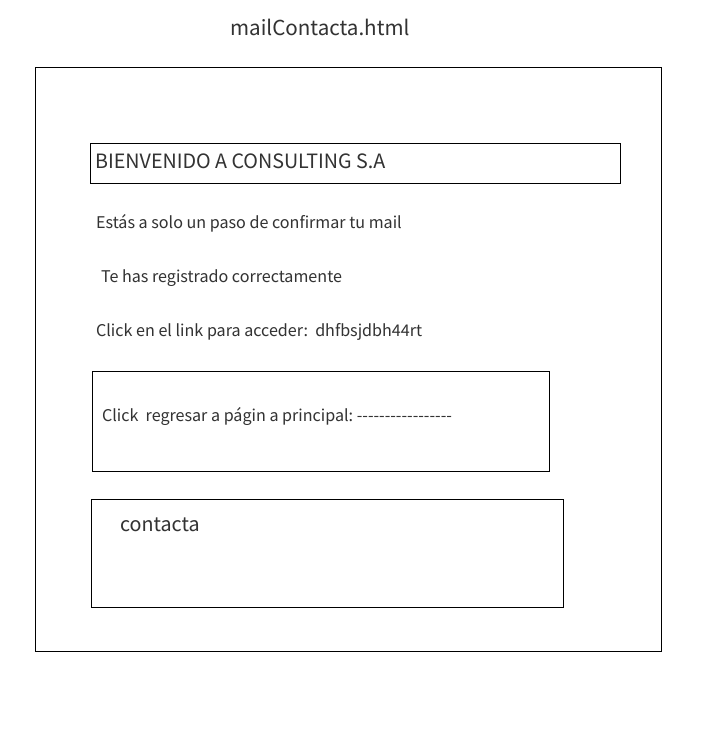 mailContacta.html
BIENVENIDO A CONSULTING S.A
Estás a solo un paso de confirmar tu mail
Te has registrado correctamente
Click en el link para acceder:  dhfbsjdbh44rt
Click  regresar a págin a principal: -----------------
contacta